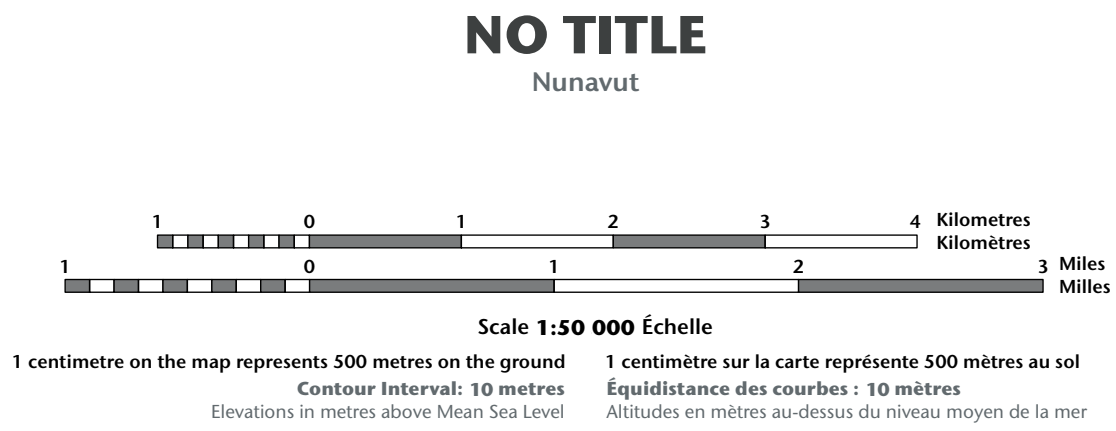 NO TITLE
Nunavut
1 0 1 2 3 4 Kilometres
Kilomètres
1 0 1 2 3 Miles
Milles
Scale 1:50 000 Échelle
1 centimetre on the map represents 500 metres on the ground
Contour Interval: 10 metres
Elevations in metres above Mean Sea Level
1 centimètre sur la carte représente 500 mètres au sol
Équidistance des courbes : 10 mètres
Altitudes en mètres au-dessus du niveau moyen de la mer